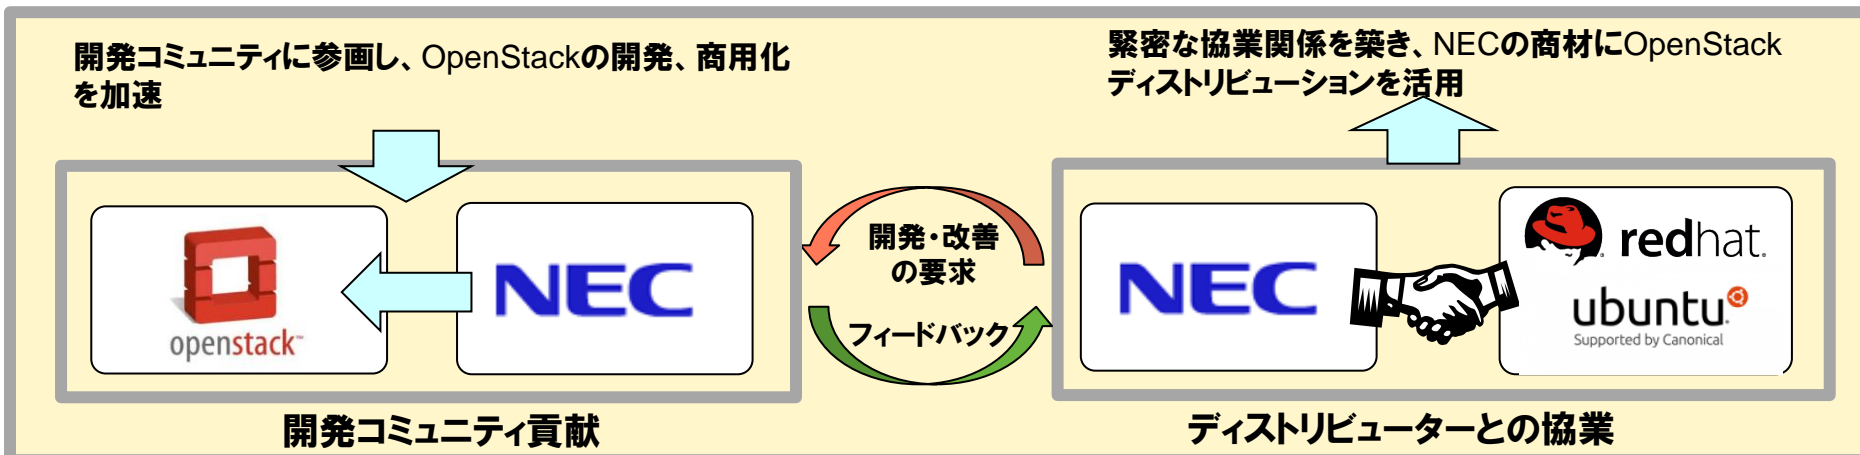 開発コミュニティに参画し、OpenStackの開発、商用化
を加速
緊密な協業関係を築き、NECの商材にOpenStack
ディストリビューションを活用
openstack™
NEC
開発・改善
の要求
フィードバック
NEC
redhat.
ubuntu
Supported by Canonical
開発コミュニティ貢献
ディストリビューターとの協業